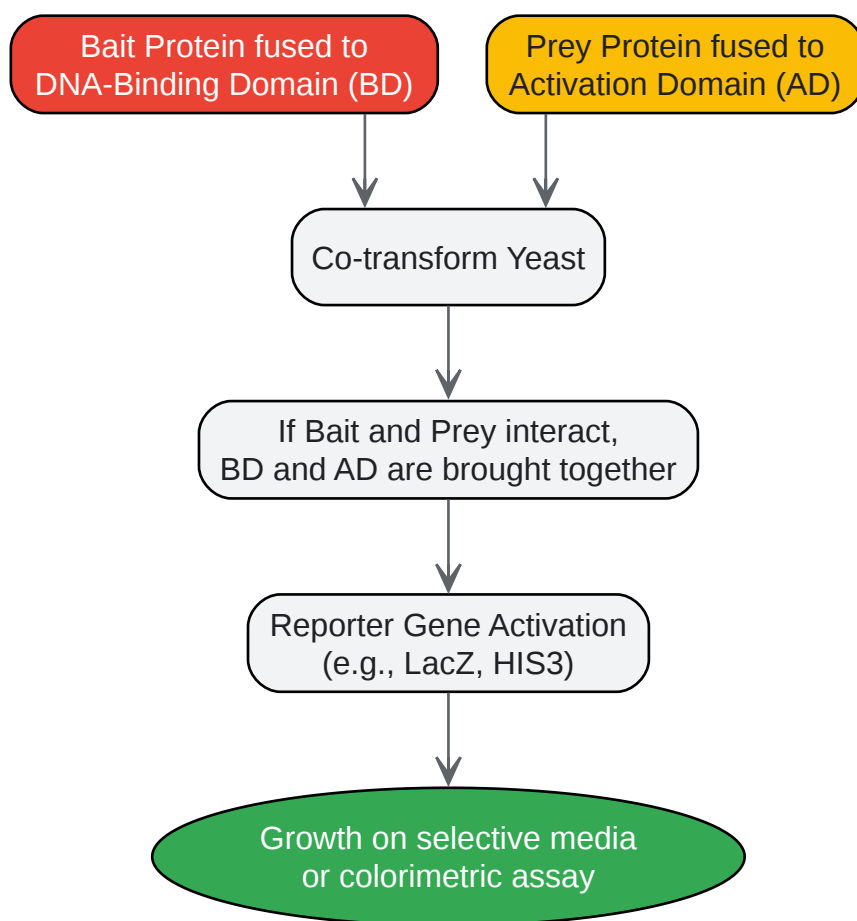 Bait Protein fused to
DNA-Binding Domain (BD)
Prey Protein fused to
Activation Domain (AD)
Co-transform Yeast
If Bait and Prey interact,
BD and AD are brought together
Reporter Gene Activation
(e.g., LacZ, HIS3)
Growth on selective media
or colorimetric assay